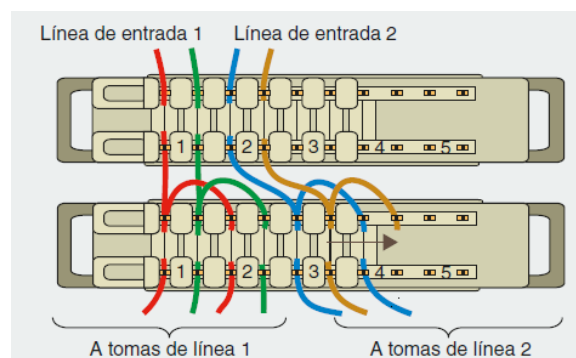 Línea de entrada 1 Línea de entrada 2
1 2 3 4 5
1 2 3 4 5
A tomas de línea 1 A tomas de línea 2